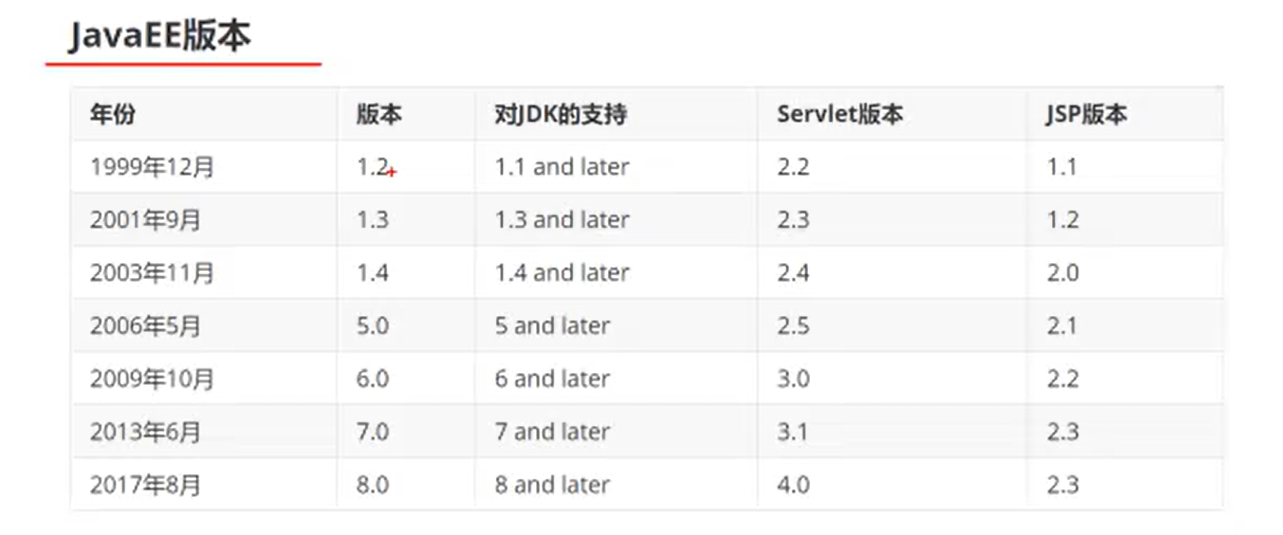 JavaEE版本
年份 版本 对JDK的支持 Servlet版本 JSP版本
1999年12月 1.2 1.1 and later 2.2 1.1
2001年9月 1.3 1.3 and later 2.3 1.2
2003年11月 1.4 1.4 and later 2.4 2.0
2006年5月 5.0 5 and later 2.5 2.1
2009年10月 6.0 6 and later 3.0 2.2
2013年6月 7.0 7 and later 3.1 2.3
2017年8月 8.0 8 and later 4.0 2.3